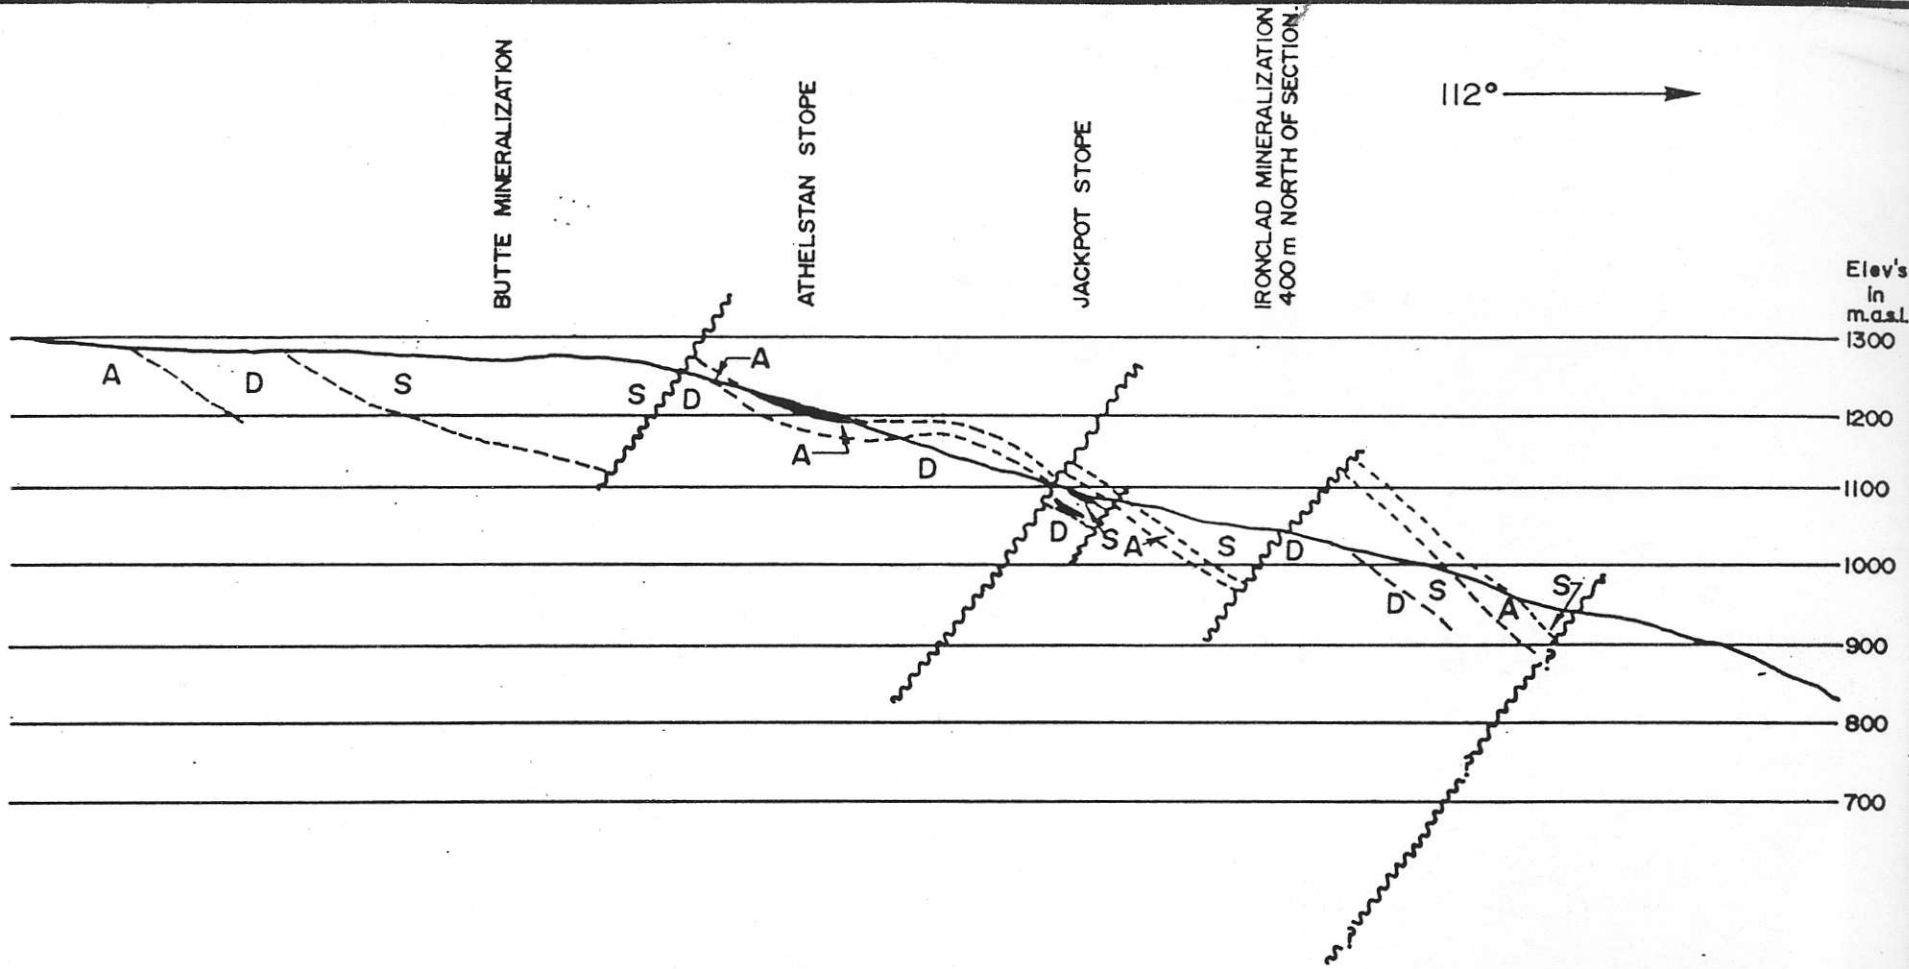 BUTTE MINERALIZATION
ATHELSTAN STOPE
JACKPOT STOPE
IRONCLAD MINERALIZATION
400 m NORTH OF SECTION.
112°
Elev's
in
m.a.s.l.
1300
A
D
S
S
D
A
1200
A
D
1100
D
S
A
S
D
1000
D
S
A
S
900
800
700